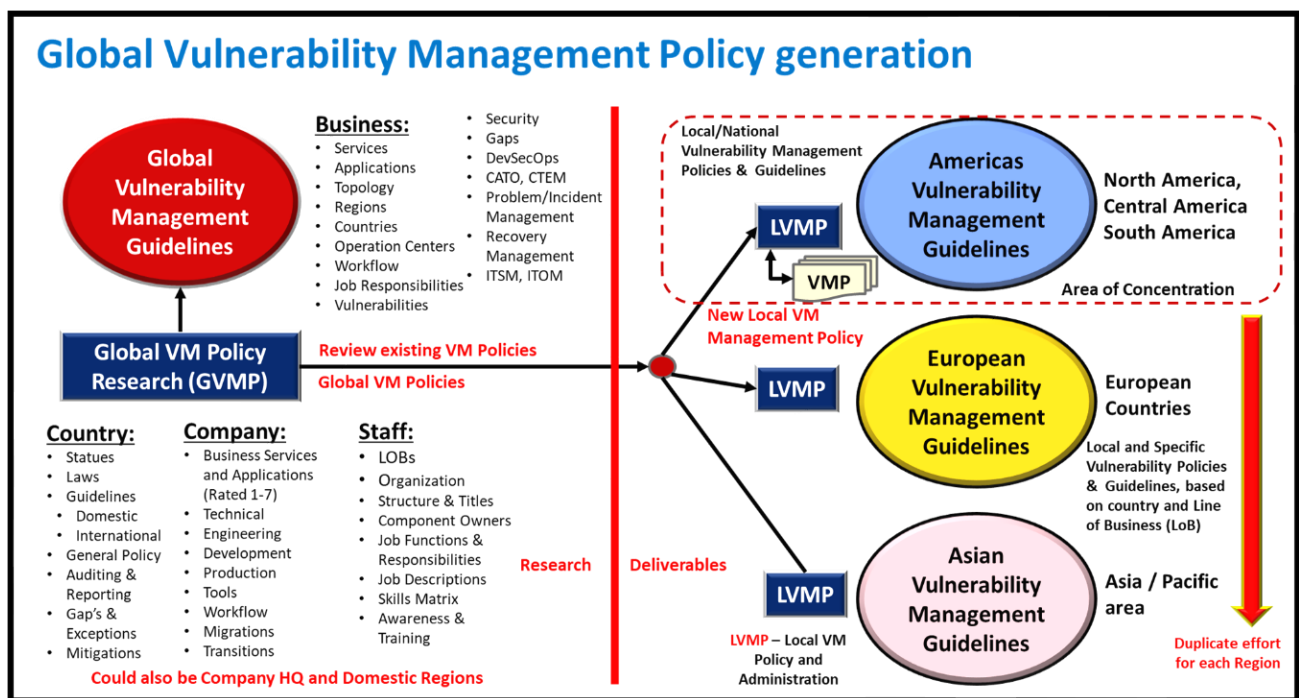 Global Vulnerability Management Policy generation
Global
Vulnerability
Management
Guidelines
Business:
• Services
• Applications
• Topology
• Regions
• Countries
• Operation Centers
• Workflow
• Job Responsibilities
• Vulnerabilities
• Security
• Gaps
• DevSecOps
• CATO, CTEM
• Problem/Incident
Management
• Recovery
Management
• ITSM, ITOM
Global VM Policy
Research (GVMP)
Review existing VM Policies
Global VM Policies
Country:
• Statues
• Laws
• Guidelines
• Domestic
• International
• General Policy
• Auditing &
Reporting
• Gap's &
Exceptions
• Mitigations
Company:
• Business Services
and Applications
(Rated 1-7)
• Technical
• Engineering
• Development
• Production
• Tools
• Workflow
• Migrations
• Transitions
Staff:
• LOBs
• Organization
• Structure & Titles
• Component Owners
• Job Functions &
Responsibilities
• Job Descriptions
• Skills Matrix
• Awareness &
Training
Could also be Company HQ and Domestic Regions
Research
Deliverables
Local/National
Vulnerability Management
Policies & Guidelines
LVMP
VMP
Americas
Vulnerability
Management
Guidelines
North America,
Central America
South America
Area of Concentration
New Local VM
Management Policy
LVMP
European
Vulnerability
Management
Guidelines
European
Countries
Local and Specific
Vulnerability Policies
& Guidelines, based
on country and Line
of Business (LoB)
LVMP
LVMP – Local VM
Policy and
Administration
Asian
Vulnerability
Management
Guidelines
Asia / Pacific
area
Duplicate effort
for each Region